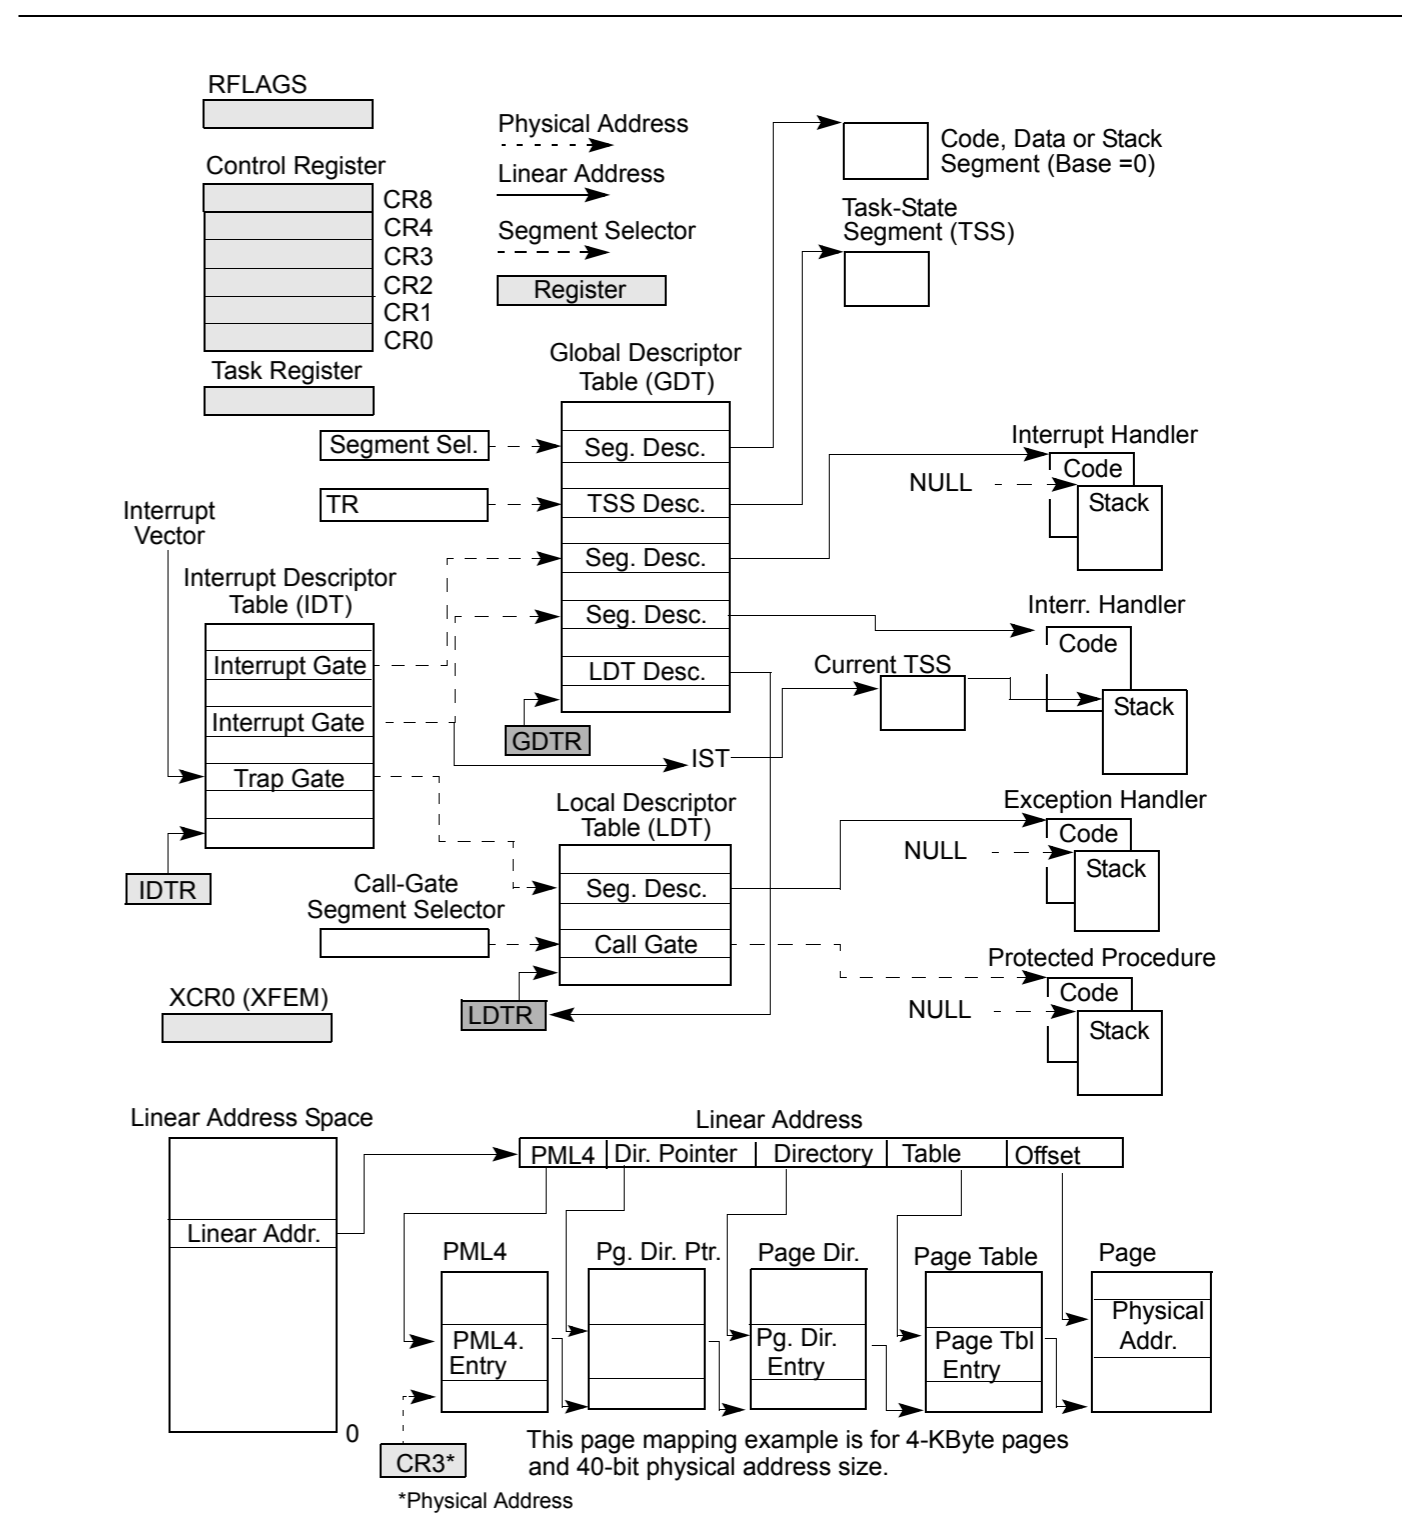 RFLAGS
Physical Address
Code, Data or Stack
Segment (Base =0)
Control Register
Linear Address
CR8
Task-State
Segment (TSS)
CR4
Segment Selector
CR3
CR2
Register
CR1
CR0
Global Descriptor
Table (GDT)
Task Register
Segment Sel.
Seg. Desc.
Interrupt Handler
Code
NULL
Stack
TR
TSS Desc.
Interrupt
Vector
Seg. Desc.
Interrupt Descriptor
Table (IDT)
Seg. Desc.
Interr. Handler
Code
Interrupt Gate
LDT Desc.
Current TSS
Stack
Interrupt Gate
GDTR
IST
Trap Gate
Local Descriptor
Table (LDT)
Exception Handler
Code
NULL
Stack
IDTR
Call-Gate
Segment Selector
Seg. Desc.
Call Gate
Protected Procedure
Code
NULL
Stack
XCR0 (XFEM)
LDTR
Linear Address Space
Linear Address
PML4
Dir. Pointer
Directory
Table
Offset
Linear Addr.
PML4
Pg. Dir. Ptr.
Page Dir.
Page Table
Page
Physical
Addr.
PML4.
Entry
Pg. Dir.
Entry
Page Tbl
Entry
0
This page mapping example is for 4-KByte pages
and 40-bit physical address size.
CR3*
*Physical Address